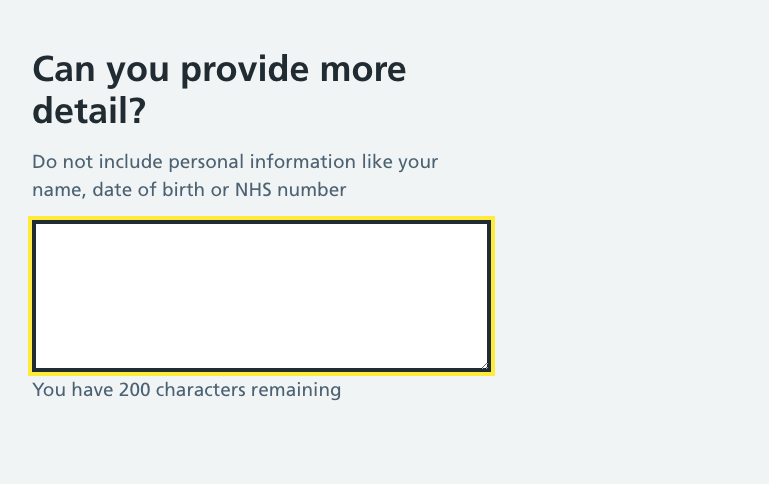 Can you provide more
detail?
Do not include personal information like your
name, date of birth or NHS number
You have 200 characters remaining